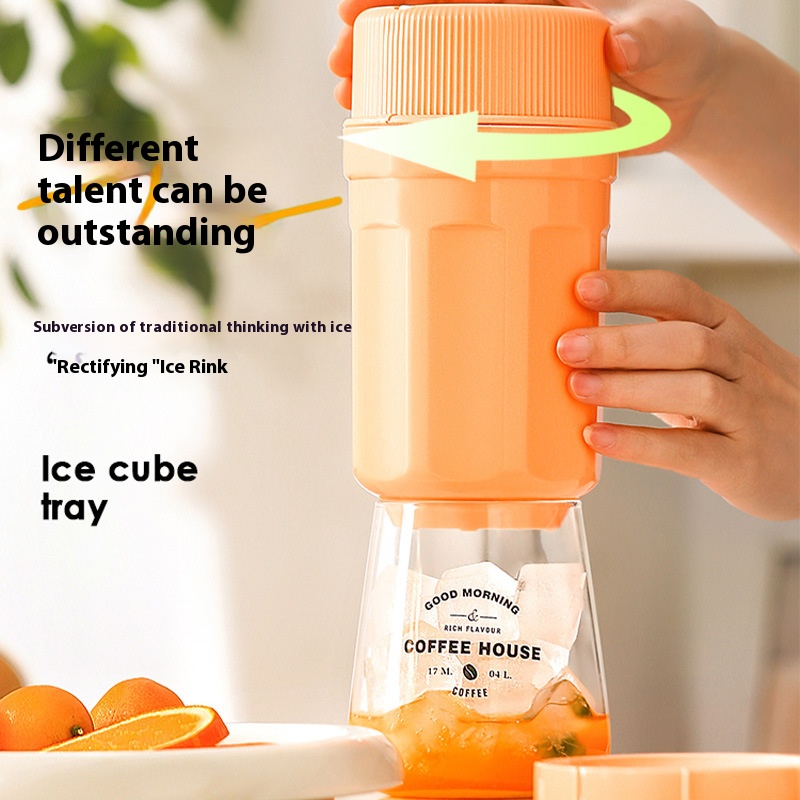 Different
talent can be
outstanding
Subversion of traditional thinking with ice
“"Rectifying "Ice Rink
Ice cube
tray
GOOD MORNING
&
RICH FLAVOUR
COFFEE HOUSE
17 M. 04 L.
COFFEE